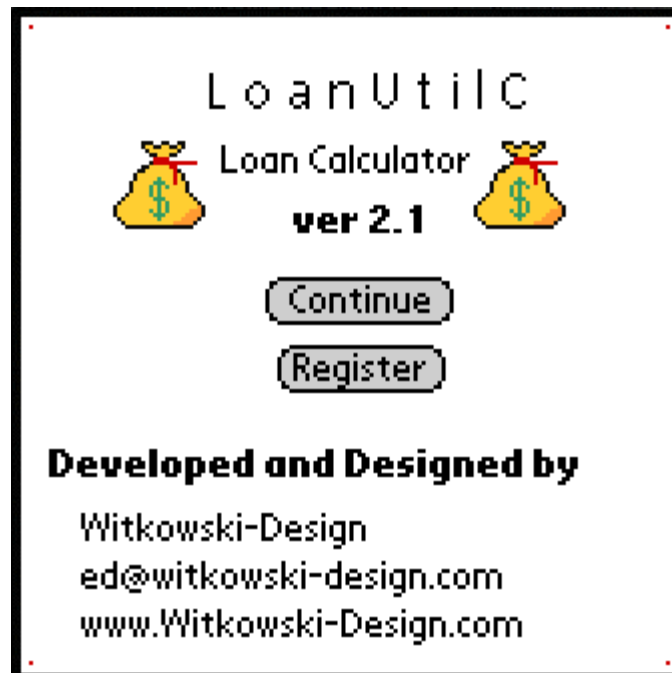 LoanUtilC
Loan Calculator
$ $
ver 2.1
Continue
Register
Developed and Designed by
Witkowski-Design
ed@witkowski-design.com
www.Witkowski-Design.com